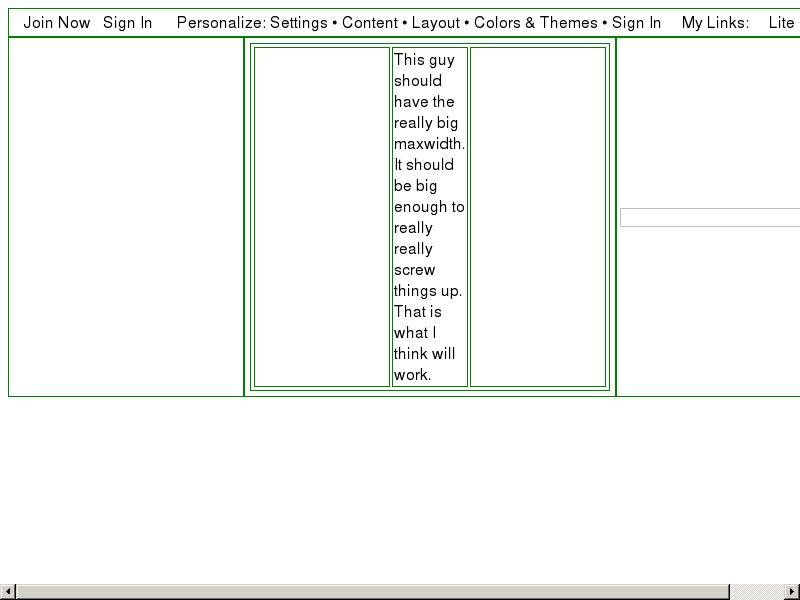 Join Now Sign In Personalize: Settings • Content • Layout • Colors & Themes • Sign In My Links: Lite
This guy
should
have the
really big
maxwidth.
It should
be big
enough to
really
really
screw
things up.
That is
what I
think will
work.